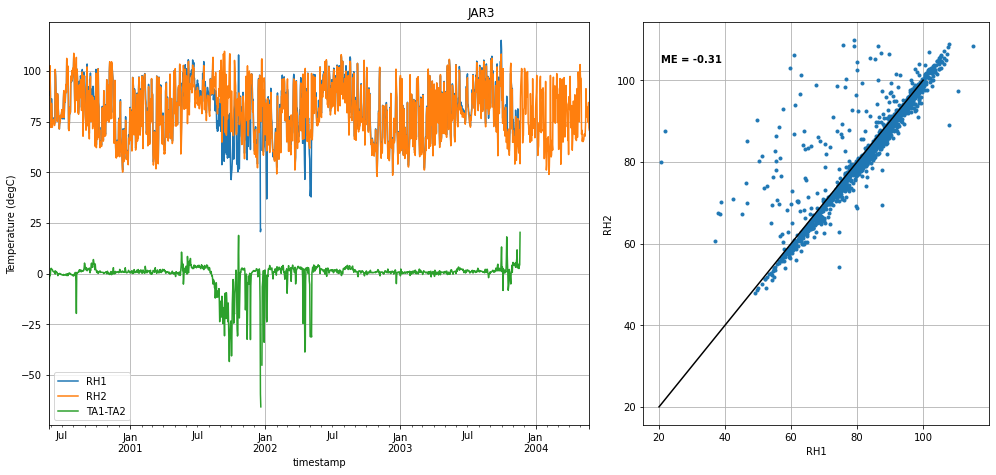 JAR3
Temperature (degC)
100
75
50
25
0
−25
−50
RH1
RH2
TA1-TA2
Jul
Jan
2001
Jul
Jan
2002
Jul
Jan
2003
Jul
Jan
2004
timestamp
ME = -0.31
RH2
100
80
60
40
20
20
40
60
80
100
RH1